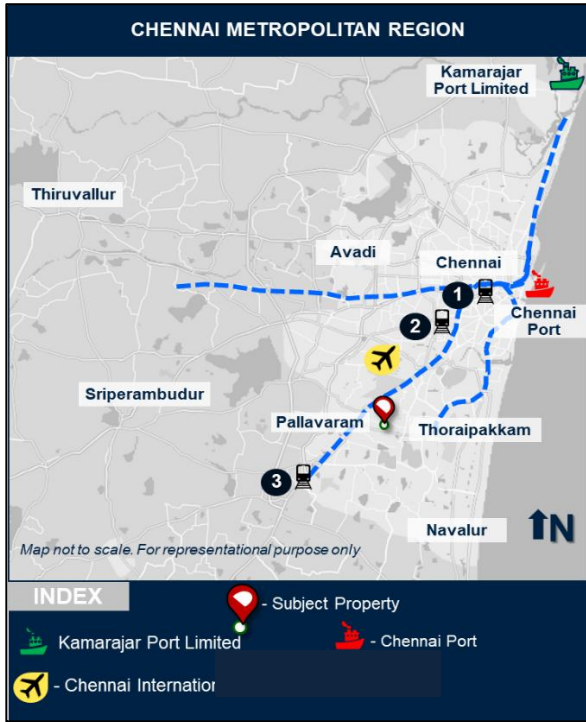 CHENNAI METROPOLITAN REGION
Kamarajar
Port Limited
Thiruvallur
Avadi
Chennai
1
Chennai
Port
2
Sriperambudur
Pallavaram
Thoraipakkam
3
Navalur
N
Map not to scale. For representational purpose only
INDEX
- Subject Property
Kamarajar Port Limited
- Chennai Port
- Chennai Internation